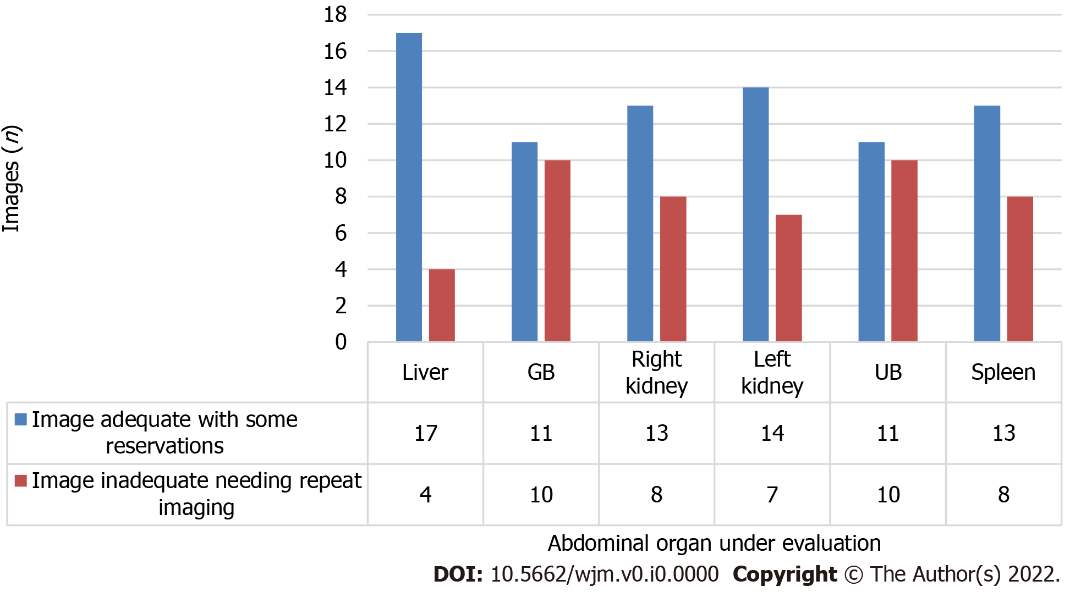 Images (n)
18
16
14
12
10
8
6
4
2
0
Liver GB Right kidney Left kidney UB Spleen
Image adequate with some
reservations
17 11 13 14 11 13
Image inadequate needing repeat
imaging
4 10 8 7 10 8
Abdominal organ under evaluation
DOI: 10.5662/wjm.v0.i0.0000 Copyright © The Author(s) 2022.